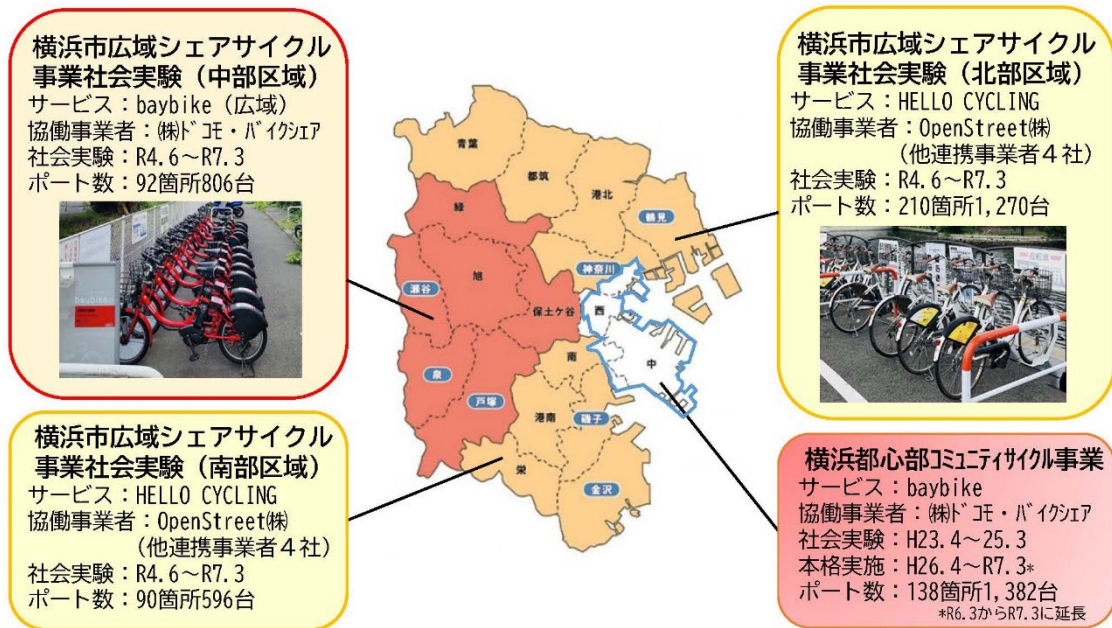 横浜市広域シェアサイクル
事業社会実験（中部区域）
サービス：baybike（広域）
協働事業者：㈱ﾄﾞｺﾓ・ﾊﾞｲｸｼｪｱ
社会実験：R4.6～R7.3
ポート数：92箇所806台
baybike
横浜市広域シェアサイクル
事業社会実験（北部区域）
サービス：HELLO CYCLING
協働事業者：OpenStreet㈱
（他連携事業者４社）
社会実験：R4.6～R7.3
ポート数：210箇所1,270台
青葉
都筑
港北
緑
鶴見
神奈川
旭
瀬谷
保土ケ谷
西
中
南
泉
戸塚
港南
磯子
栄
金沢
横浜市広域シェアサイクル
事業社会実験（南部区域）
サービス：HELLO CYCLING
協働事業者：OpenStreet㈱
（他連携事業者４社）
社会実験：R4.6～R7.3
ポート数：90箇所596台
横浜都心部ｺﾐｭﾆﾃｨｻｲｸﾙ事業
サービス：baybike
協働事業者：㈱ﾄﾞｺﾓ・ﾊﾞｲｸｼｪｱ
社会実験：H23.4～25.3
本格実施：H26.4～R7.3*
ポート数：138箇所1,382台
*R6.3からR7.3に延長